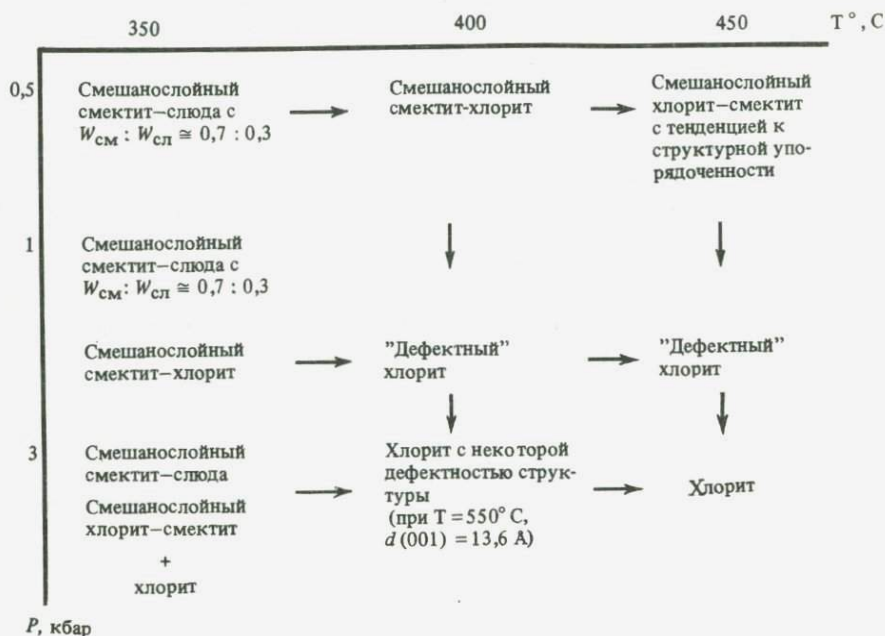 350 400 450 T°, C
0,5
Смешанослойный
смектит—слюда с
Wсм : Wсл ≅ 0,7 : 0,3
Смешанослойный
смектит-хлорит
Смешанослойный
хлорит—смектит
с тенденцией к
структурной упо-
рядоченности
1
Смешанослойный
смектит—слюда с
Wсм : Wсл ≅ 0,7 : 0,3
Смешанослойный
смектит—хлорит
"Дефектный"
хлорит
"Дефектный"
хлорит
3
Смешанослойный
смектит—слюда
Смешанослойный
хлорит—смектит
+
хлорит
Хлорит с некоторой
дефектностью струк-
туры
(при T = 550° C,
d (001) = 13,6 Å)
Хлорит
P, кбар